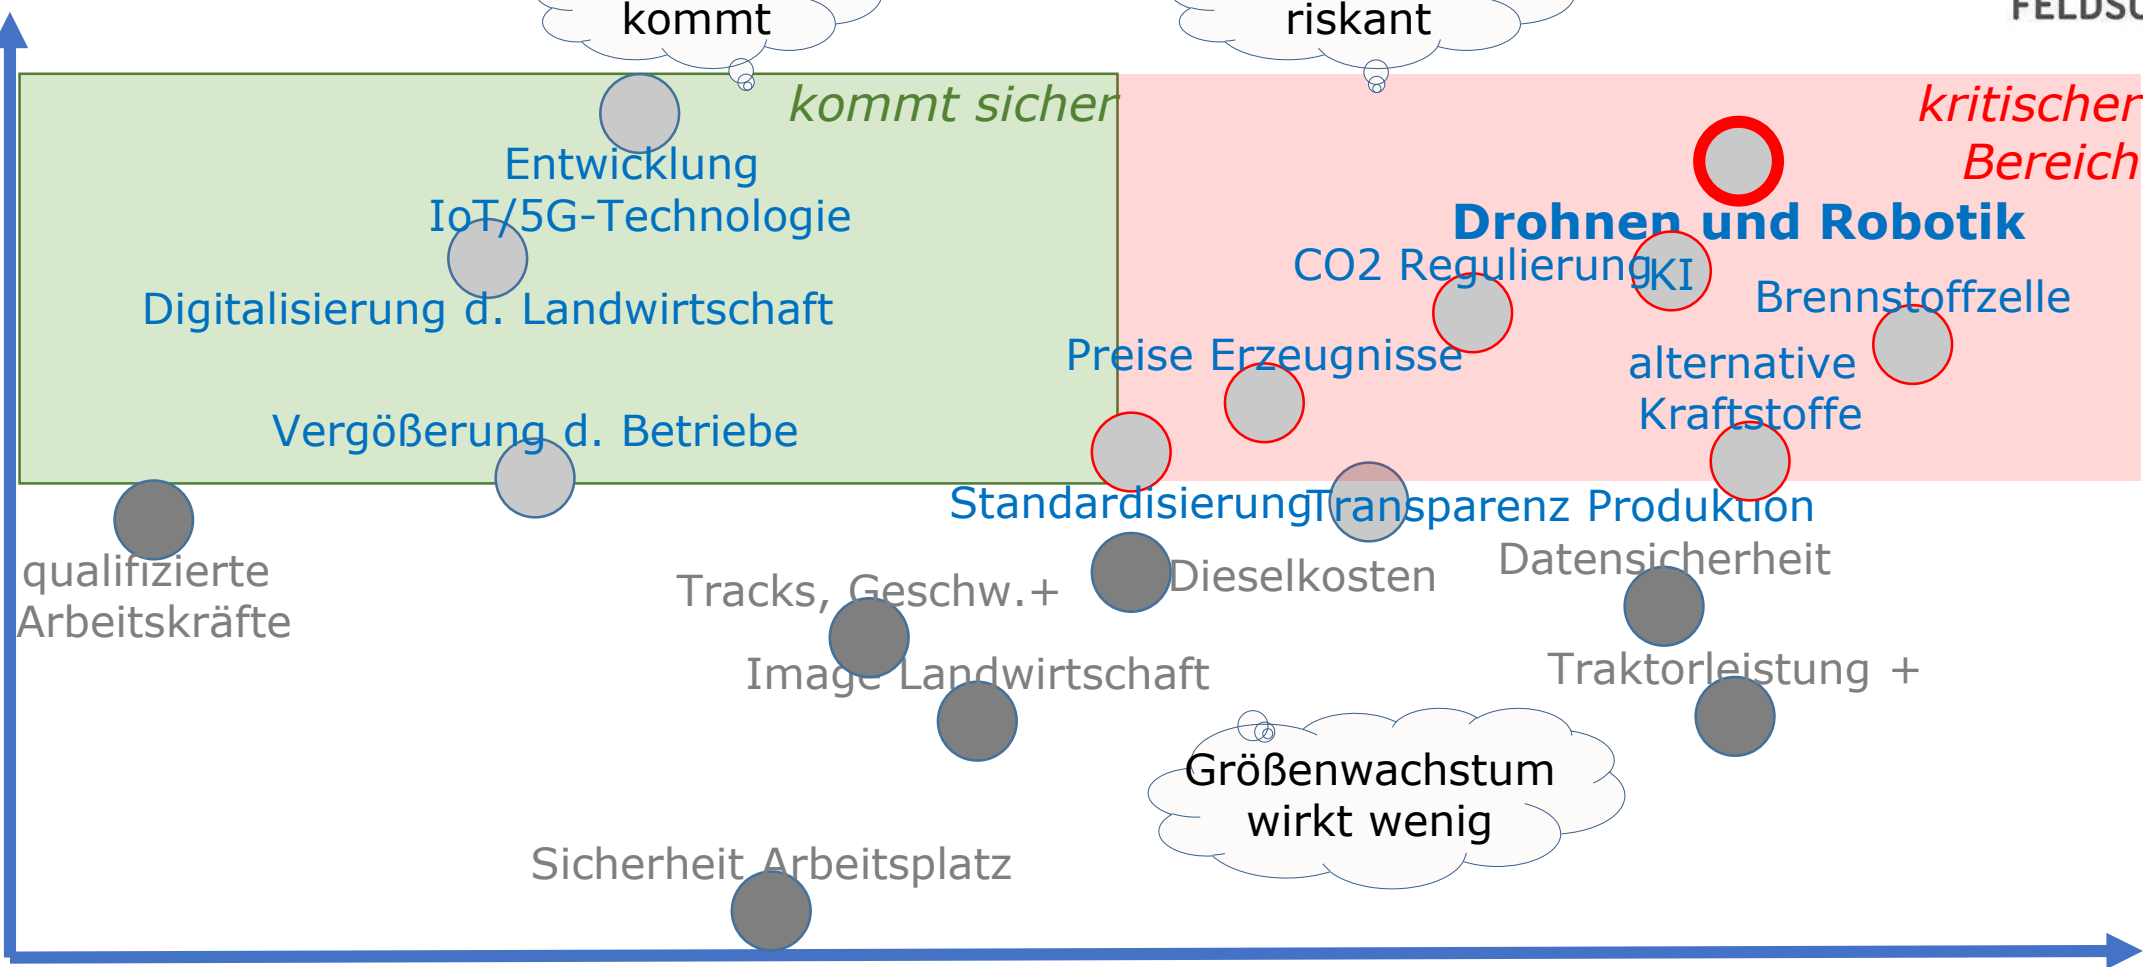 kommt
riskant
kommt sicher
kritischer
Bereich
Entwicklung
IoT/5G-Technologie
Drohnen und Robotik
CO2 Regulierung
KI
Brennstoffzelle
Digitalisierung d. Landwirtschaft
Preise Erzeugnisse
alternative
Kraftstoffe
Vergößerung d. Betriebe
Standardisierung
Transparenz Produktion
qualifizierte
Arbeitskräfte
Tracks, Geschw.+
Dieselkosten
Datensicherheit
Image Landwirtschaft
Traktorleistung +
Größenwachstum
wirkt wenig
Sicherheit Arbeitsplatz